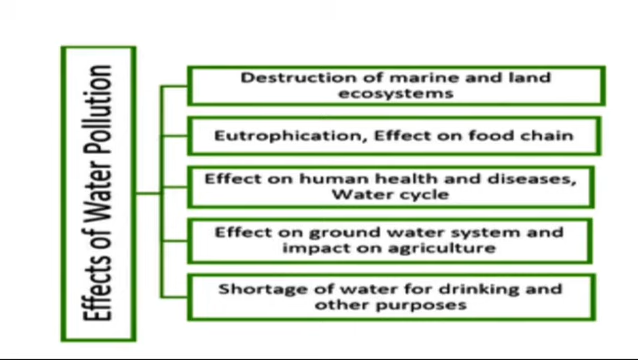 Effects of Water Pollution
Destruction of marine and land
ecosystems
Eutrophication, Effect on food chain
Effect on human health and diseases,
Water cycle
Effect on ground water system and
impact on agriculture
Shortage of water for drinking and
other purposes